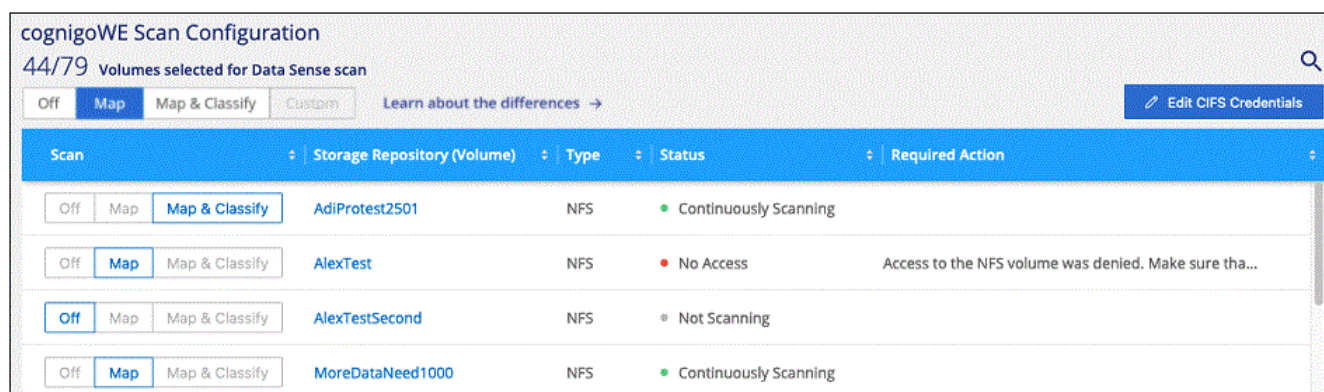 cognigoWE Scan Configuration
44/79 Volumes selected for Data Sense scan
Off Map Map & Classify Custom Learn about the differences → Edit CIFS Credentials
Scan Storage Repository (Volume) Type Status Required Action
Off Map Map & Classify AdiProtest2501 NFS Continuously Scanning
Off Map Map & Classify AlexTest NFS No Access Access to the NFS volume was denied. Make sure tha...
Off Map Map & Classify AlexTestSecond NFS Not Scanning
Off Map Map & Classify MoreDataNeed1000 NFS Continuously Scanning